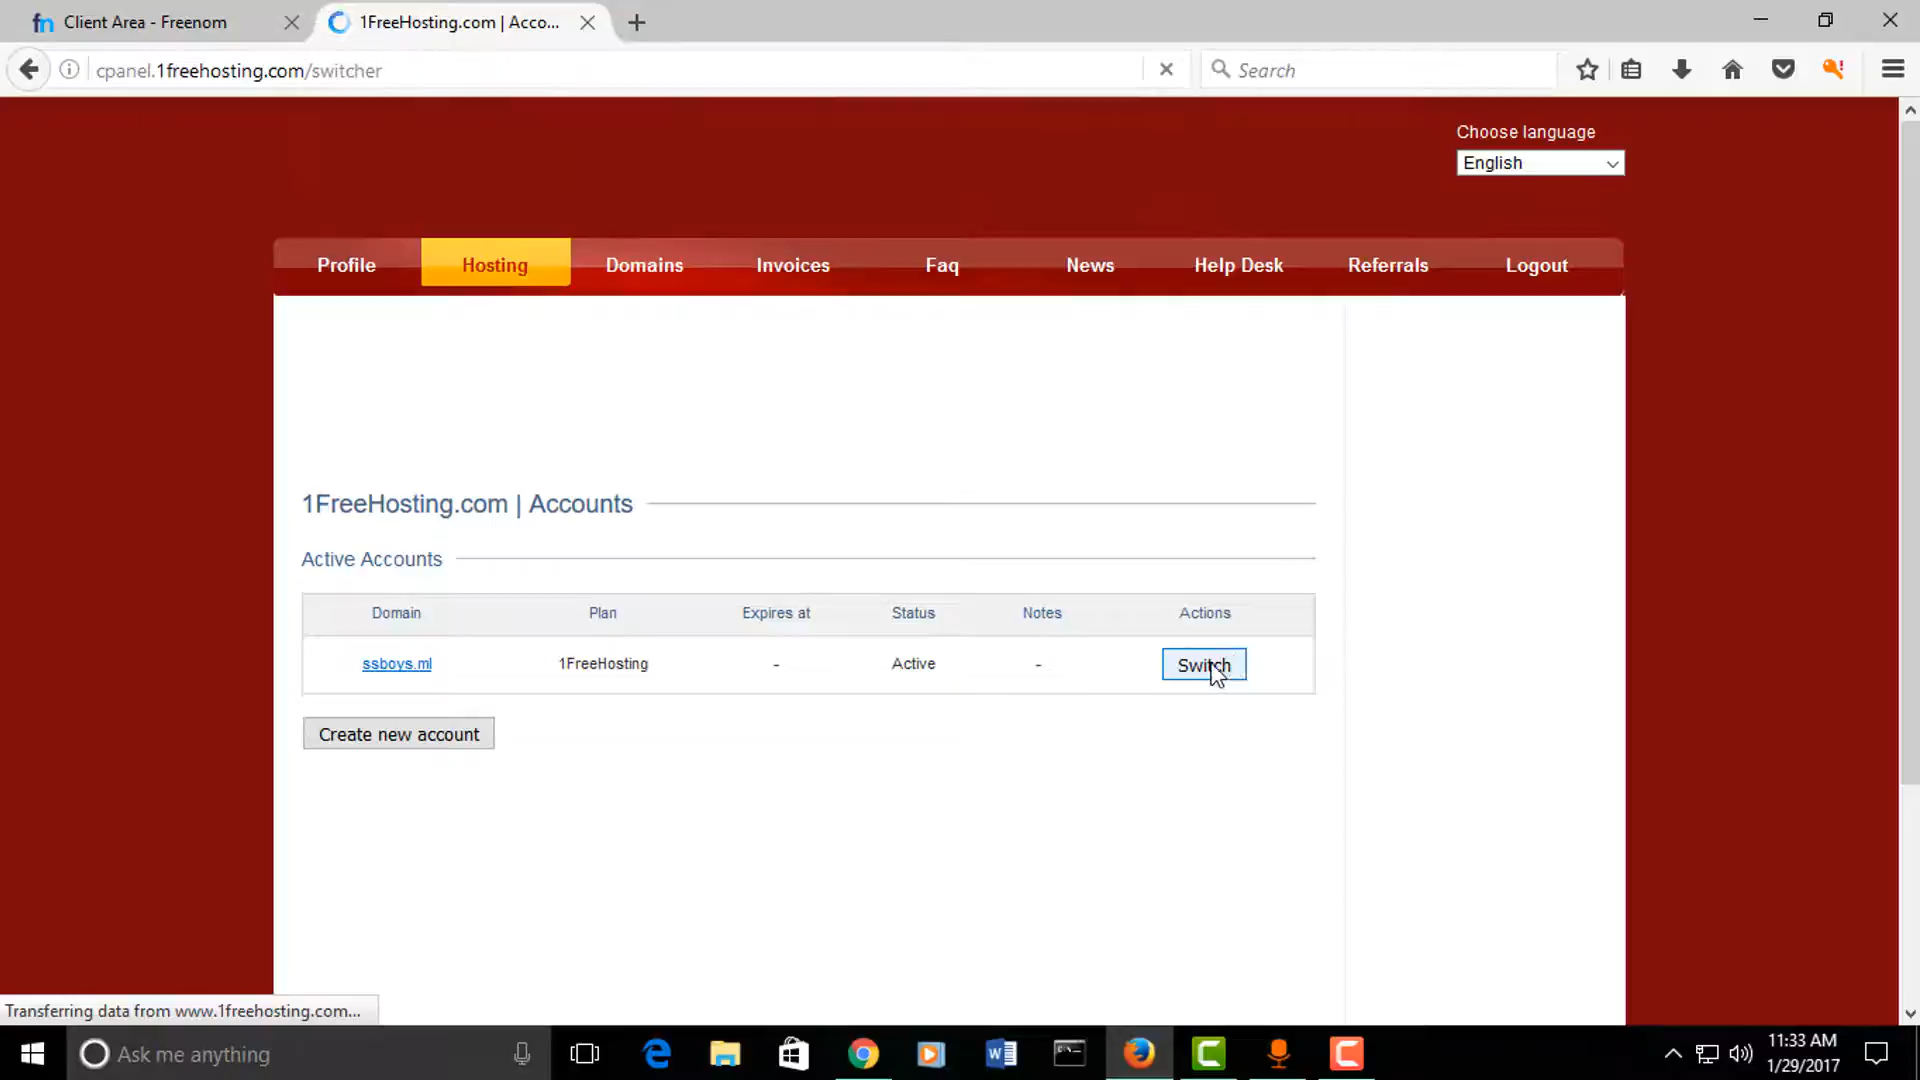 Client Area - Freenom
1FreeHosting.com | Acco...
cpanel.1freehosting.com/switcher
Search
Choose language
English
Profile
Hosting
Domains
Invoices
Faq
News
Help Desk
Referrals
Logout
1FreeHosting.com | Accounts
Active Accounts
Domain Plan Expires at Status Notes Actions
ssboys.ml 1FreeHosting - Active - Switch
Create new account
Transferring data from www.1freehosting.com...
Ask me anything
11:33 AM
1/29/2017